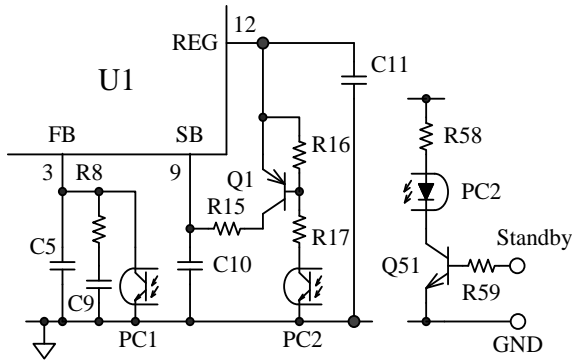 12
REG
U1
C11
FB
SB
R58
R16
3
R8
9
Q1
PC2
R15
R17
Standby
C5
C10
Q51
C9
R59
PC1
PC2
GND